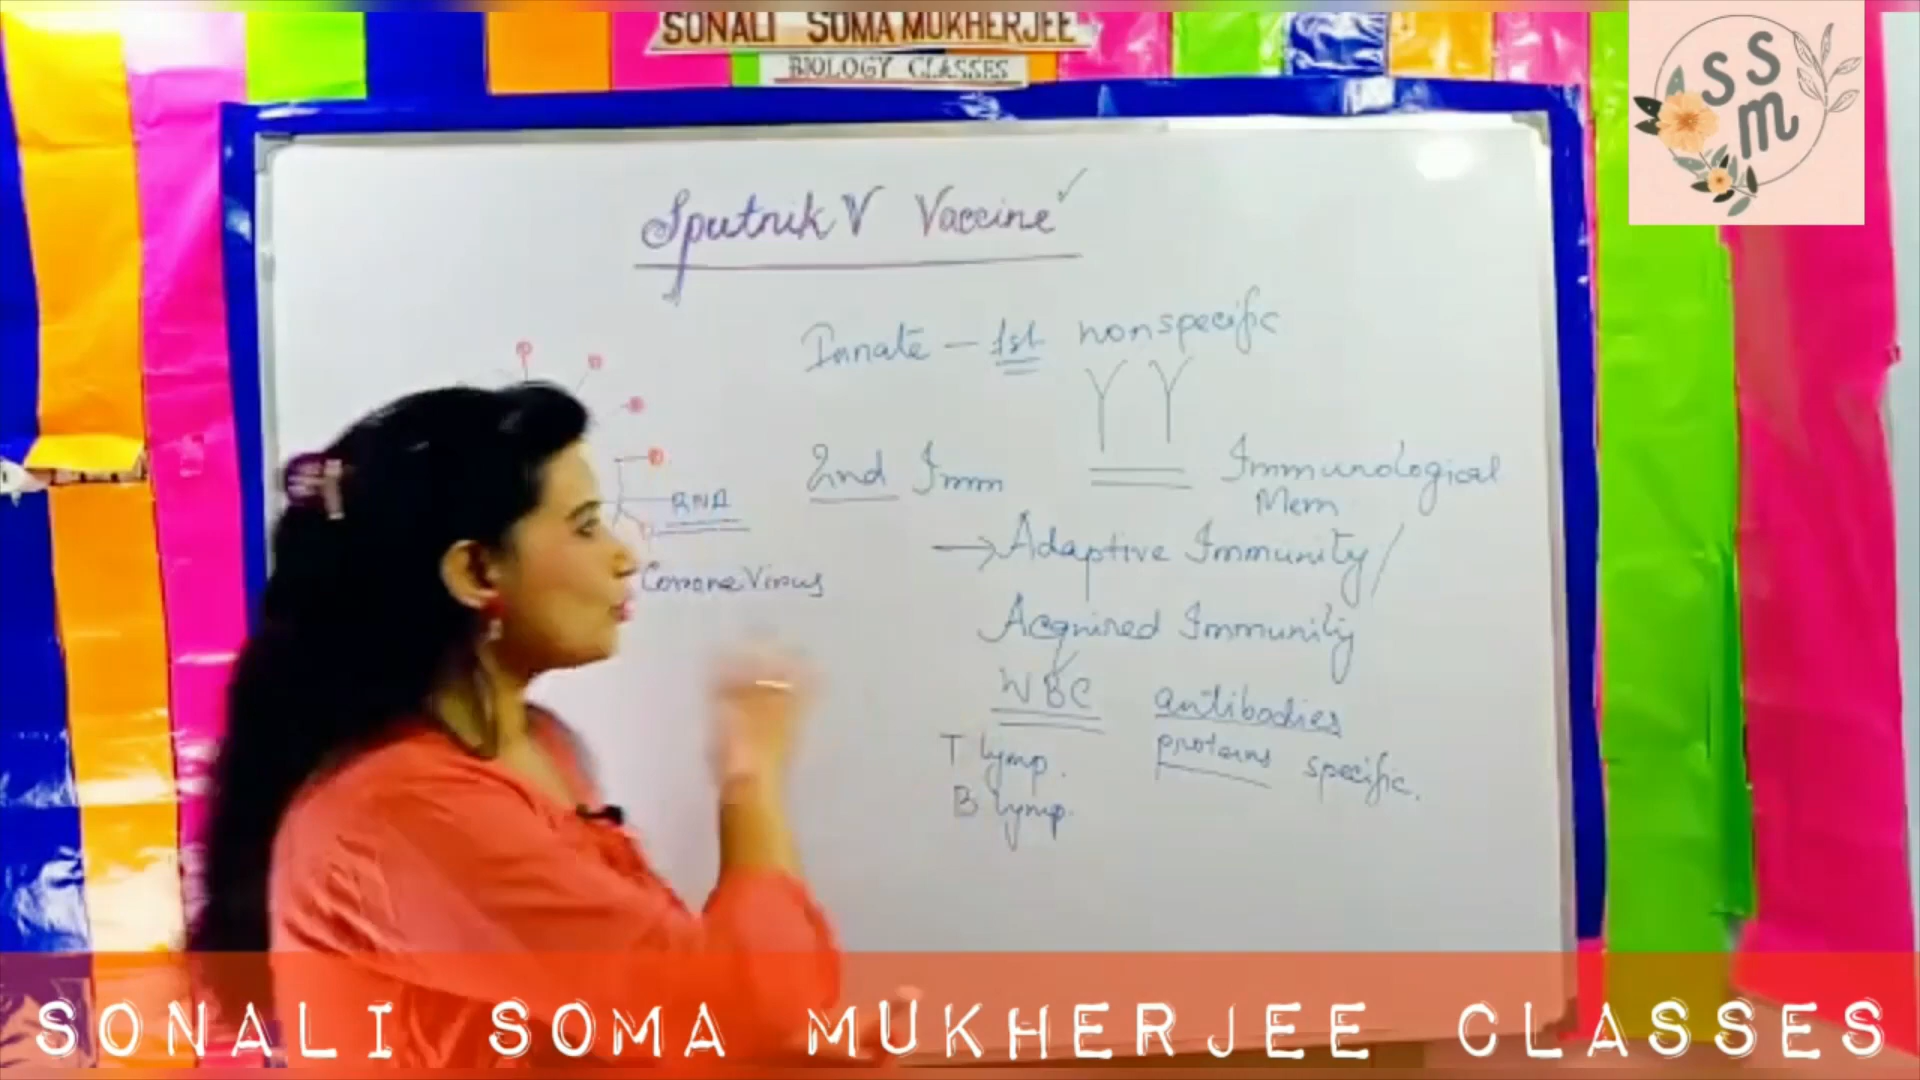 SONALI SOMA MUKHERJEE
BIOLOGY CLASSES
S S
M
Sputnik V Vaccine
Innate - 1st nonspecific
2nd Imm
Immunological
Mem
RNA
Corona Virus
Adaptive Immunity/
Acquired Immunity
WBC
antibodies
proteins specific.
T lymp.
B lymp.
SONALI SOMA MUKHERJEE CLASSES